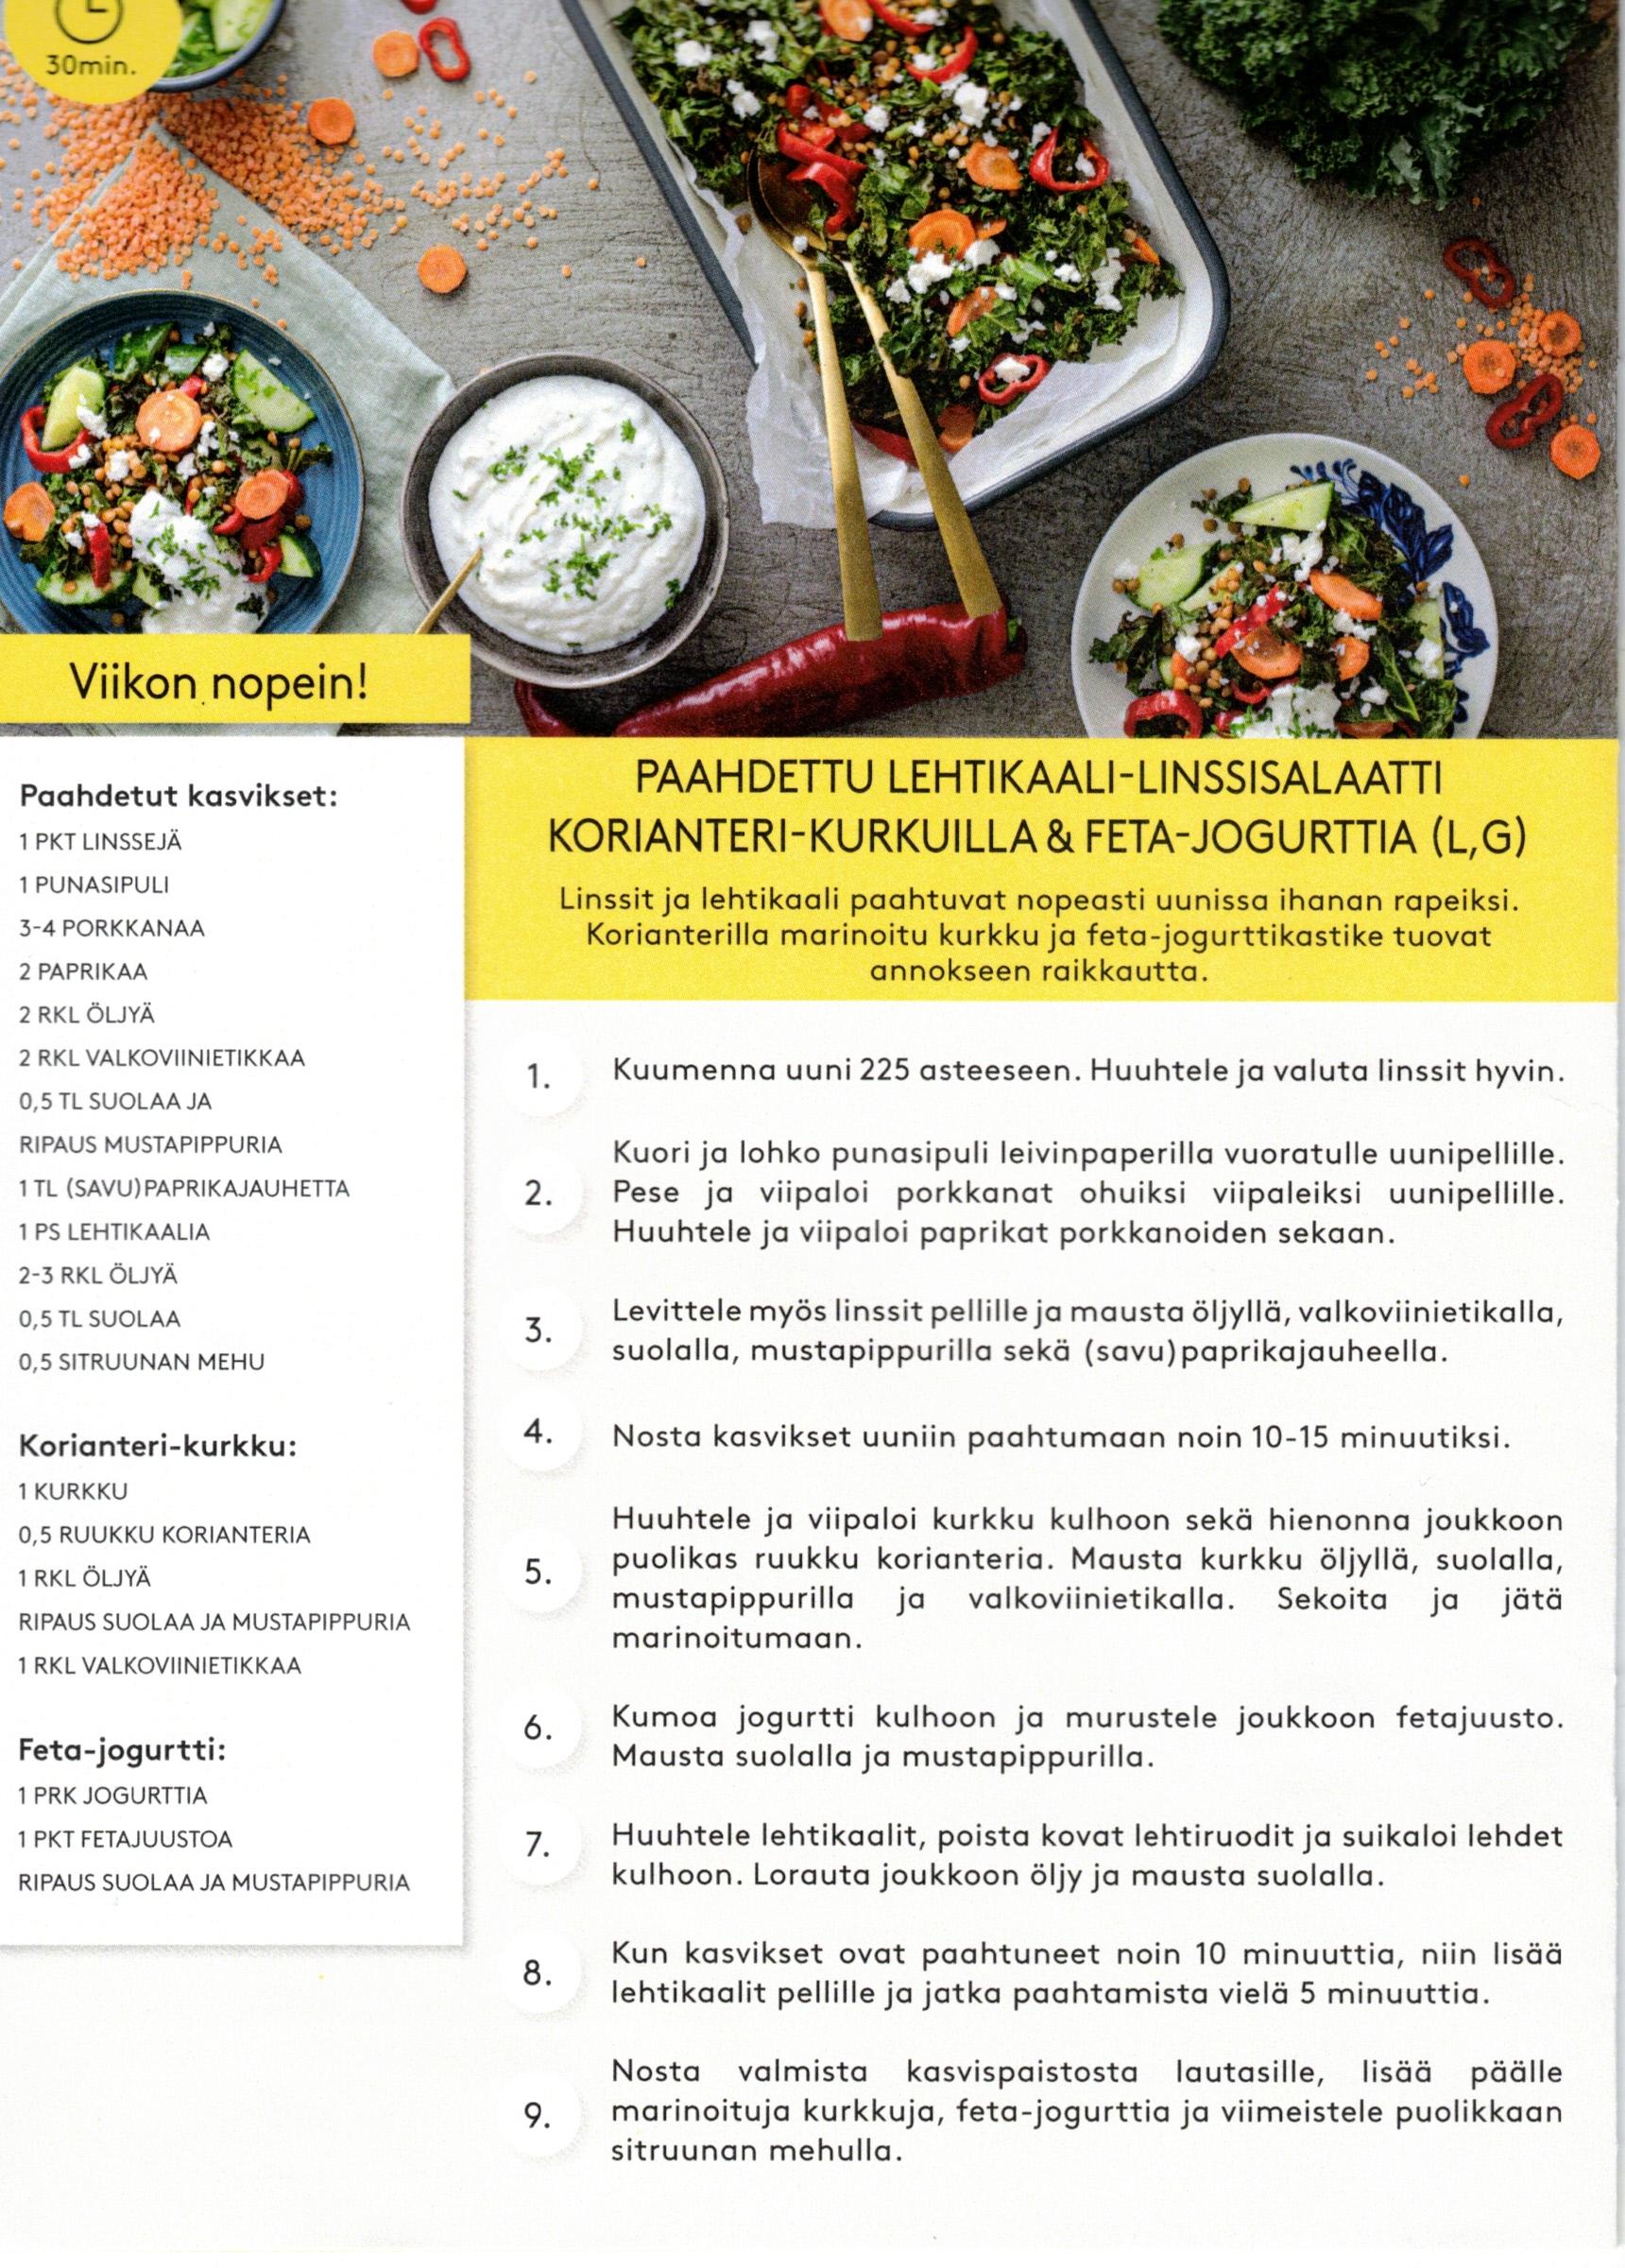 30min.
Viikon nopein!
Paahdetut kasvikset:
1 PKT LINSSEJÄ
1 PUNASIPULI
3-4 PORKKANAA
2 PAPRIKAA
2 RKL ÖLJYÄ
2 RKL VALKOVIINIETIKKAA
0,5 TL SUOLAA JA
RIPAUS MUSTAPIPPURIA
1 TL (SAVU)PAPRIKAJAUHETTA
1 PS LEHTIKAALIA
2-3 RKL ÖLJYÄ
0,5 TL SUOLAA
0,5 SITRUUNAN MEHU
Korianteri-kurkku:
1 KURKKU
0,5 RUUKKU KORIANTERIA
1 RKL ÖLJYÄ
RIPAUS SUOLAA JA MUSTAPIPPURIA
1 RKL VALKOVIINIETIKKAA
Feta-jogurtti:
1 PRK JOGURTTIA
1 PKT FETAJUUSTOA
RIPAUS SUOLAA JA MUSTAPIPPURIA
PAAHDETTU LEHTIKAALI-LINSSISALAATTI
KORIANTERI-KURKUILLA & FETA-JOGURTTIA (L,G)
Linssit ja lehtikaali paahtuvat nopeasti uunissa ihanan rapeiksi.
Korianterilla marinoitu kurkku ja feta-jogurttikastike tuovat
annokseen raikkautta.
1. Kuumenna uuni 225 asteeseen. Huuhtele ja valuta linssit hyvin.
Kuori ja lohko punasipuli leivinpaperilla vuoratulle uunipellille.
2. Pese ja viipaloi porkkanat ohuiksi viipaleiksi uunipellille.
Huuhtele ja viipaloi paprikat porkkanoiden sekaan.
3. Levittele myös linssit pellille ja mausta öljyllä, valkoviinietikalla,
suolalla, mustapippurilla sekä (savu)paprikajauheella.
4. Nosta kasvikset uuniin paahtumaan noin 10-15 minuutiksi.
Huuhtele ja viipaloi kurkku kulhoon sekä hienonna joukkoon
5. puolikas ruukku korianteria. Mausta kurkku öljyllä, suolalla,
mustapippurilla ja valkoviinietikalla. Sekoita ja jätä
marinoitumaan.
6. Kumoa jogurtti kulhoon ja murustele joukkoon fetajuusto.
Mausta suolalla ja mustapippurilla.
7. Huuhtele lehtikaalit, poista kovat lehtiruodit ja suikaloi lehdet
kulhoon. Lorauta joukkoon öljy ja mausta suolalla.
8. Kun kasvikset ovat paahtuneet noin 10 minuuttia, niin lisää
lehtikaalit pellille ja jatka paahtamista vielä 5 minuuttia.
Nosta valmista kasvispaistosta lautasille, lisää päälle
9. marinoituja kurkkuja, feta-jogurttia ja viimeistele puolikkaan
sitruunan mehulla.